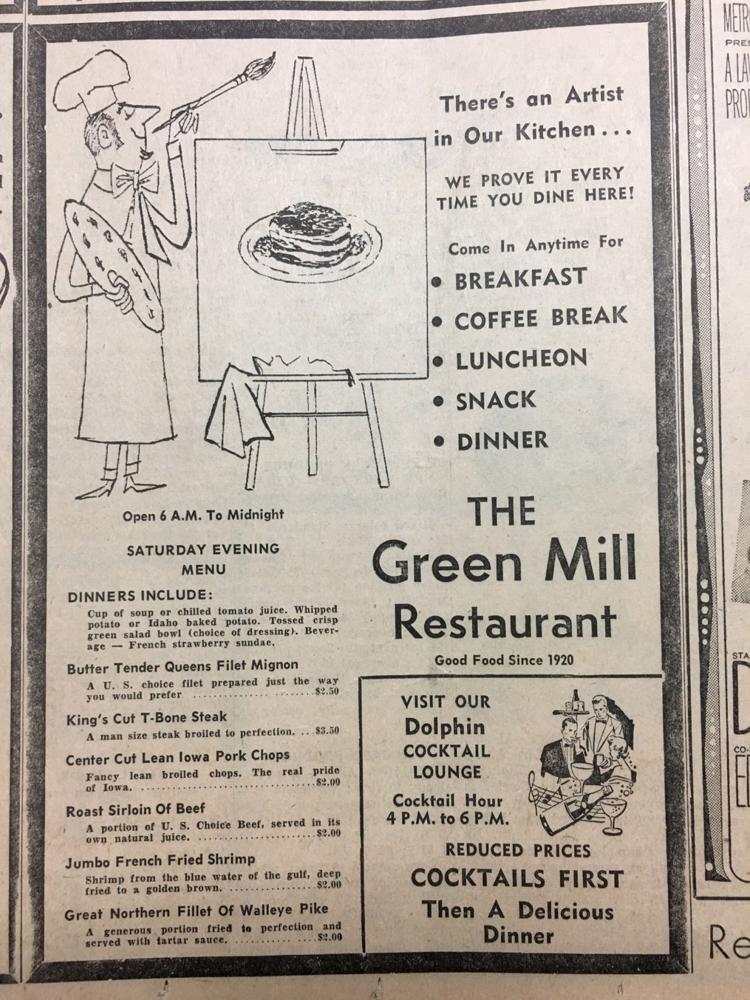 There's an Artist
in Our Kitchen...
WE PROVE IT EVERY
TIME YOU DINE HERE!
Come In Anytime For
• BREAKFAST
• COFFEE BREAK
• LUNCHEON
• SNACK
• DINNER
THE
Green Mill
Restaurant
Good Food Since 1920
Open 6 A.M. To Midnight
SATURDAY EVENING
MENU
DINNERS INCLUDE:
Cup of soup or chilled tomato juice. Whipped
potato or Idaho baked potato. Tossed crisp
green salad bowl (choice of dressing). Bever-
age — French strawberry sundae.
Butter Tender Queens Filet Mignon
A U. S. choice filet prepared just the way
you would prefer ........................ $2.50
King's Cut T-Bone Steak
A man size steak broiled to perfection. ... $3.50
Center Cut Lean Iowa Pork Chops
Fancy lean broiled chops. The real pride
of Iowa. ................................ $2.00
Roast Sirloin Of Beef
A portion of U. S. Choice Beef, served in its
own natural juice. ...................... $2.00
Jumbo French Fried Shrimp
Shrimp from the blue water of the gulf, deep
fried to a golden brown. ................ $2.00
Great Northern Fillet Of Walleye Pike
A generous portion fried to perfection and
served with tartar sauce. ............... $2.00
VISIT OUR
Dolphin
COCKTAIL
LOUNGE
Cocktail Hour
4 P.M. to 6 P.M.
REDUCED PRICES
COCKTAILS FIRST
Then A Delicious
Dinner
METR
PRES
A LA
PRO
STA
CO-
Re